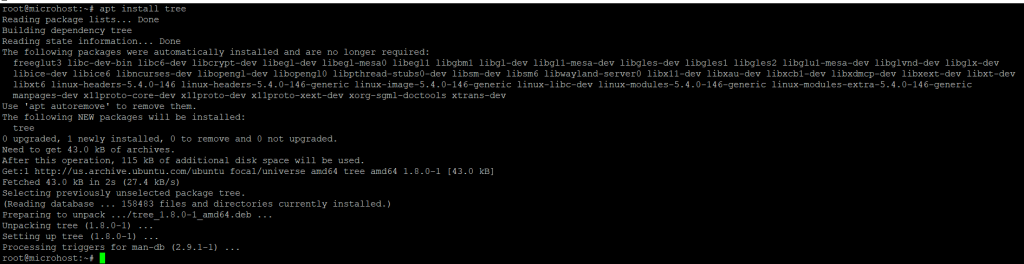 root@microhost:~# apt install tree
Reading package lists... Done
Building dependency tree
Reading state information... Done
The following packages were automatically installed and are no longer required:
  freeglut3 libc-dev-bin libc6-dev libcrypt-dev libegl-dev libegl-mesa0 libegl1 libgbm1 libgl-dev libgl1-mesa-dev libgles-dev libgles1 libgles2 libglu1-mesa-dev libglvnd-dev libglx-dev
  libice-dev libice6 libncurses-dev libopengl-dev libopengl0 libpthread-stubs0-dev libsm-dev libsm6 libwayland-server0 libx11-dev libxau-dev libxcb1-dev libxdmcp-dev libxext-dev libxt-dev
  libxt6 linux-headers-5.4.0-146 linux-headers-5.4.0-146-generic linux-image-5.4.0-146-generic linux-libc-dev linux-modules-5.4.0-146-generic linux-modules-extra-5.4.0-146-generic
  manpages-dev x11proto-core-dev x11proto-dev x11proto-xext-dev xorg-sgml-doctools xtrans-dev
Use 'apt autoremove' to remove them.
The following NEW packages will be installed:
  tree
0 upgraded, 1 newly installed, 0 to remove and 0 not upgraded.
Need to get 43.0 kB of archives.
After this operation, 115 kB of additional disk space will be used.
Get:1 http://us.archive.ubuntu.com/ubuntu focal/universe amd64 tree amd64 1.8.0-1 [43.0 kB]
Fetched 43.0 kB in 2s (27.4 kB/s)
Selecting previously unselected package tree.
(Reading database ... 158483 files and directories currently installed.)
Preparing to unpack .../tree_1.8.0-1_amd64.deb ...
Unpacking tree (1.8.0-1) ...
Setting up tree (1.8.0-1) ...
Processing triggers for man-db (2.9.1-1) ...
root@microhost:~#